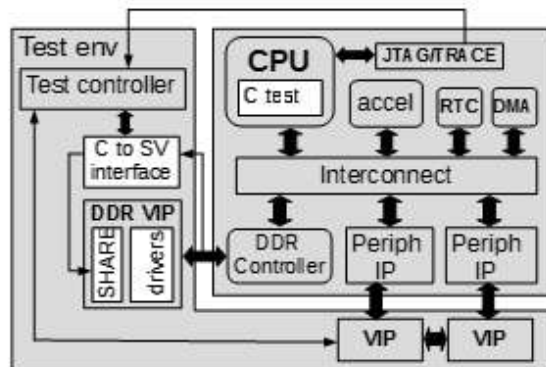 Test env
Test controller
C to SV
interface
DDR VIP
SHARE
drivers
CPU
C test
JTAG/TRACE
accel
RTC
DMA
Interconnect
DDR
Controller
Periph
IP
Periph
IP
VIP
VIP